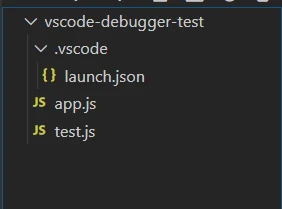 vscode-debugger-test
.vscode
{} launch.json
JS app.js
JS test.js